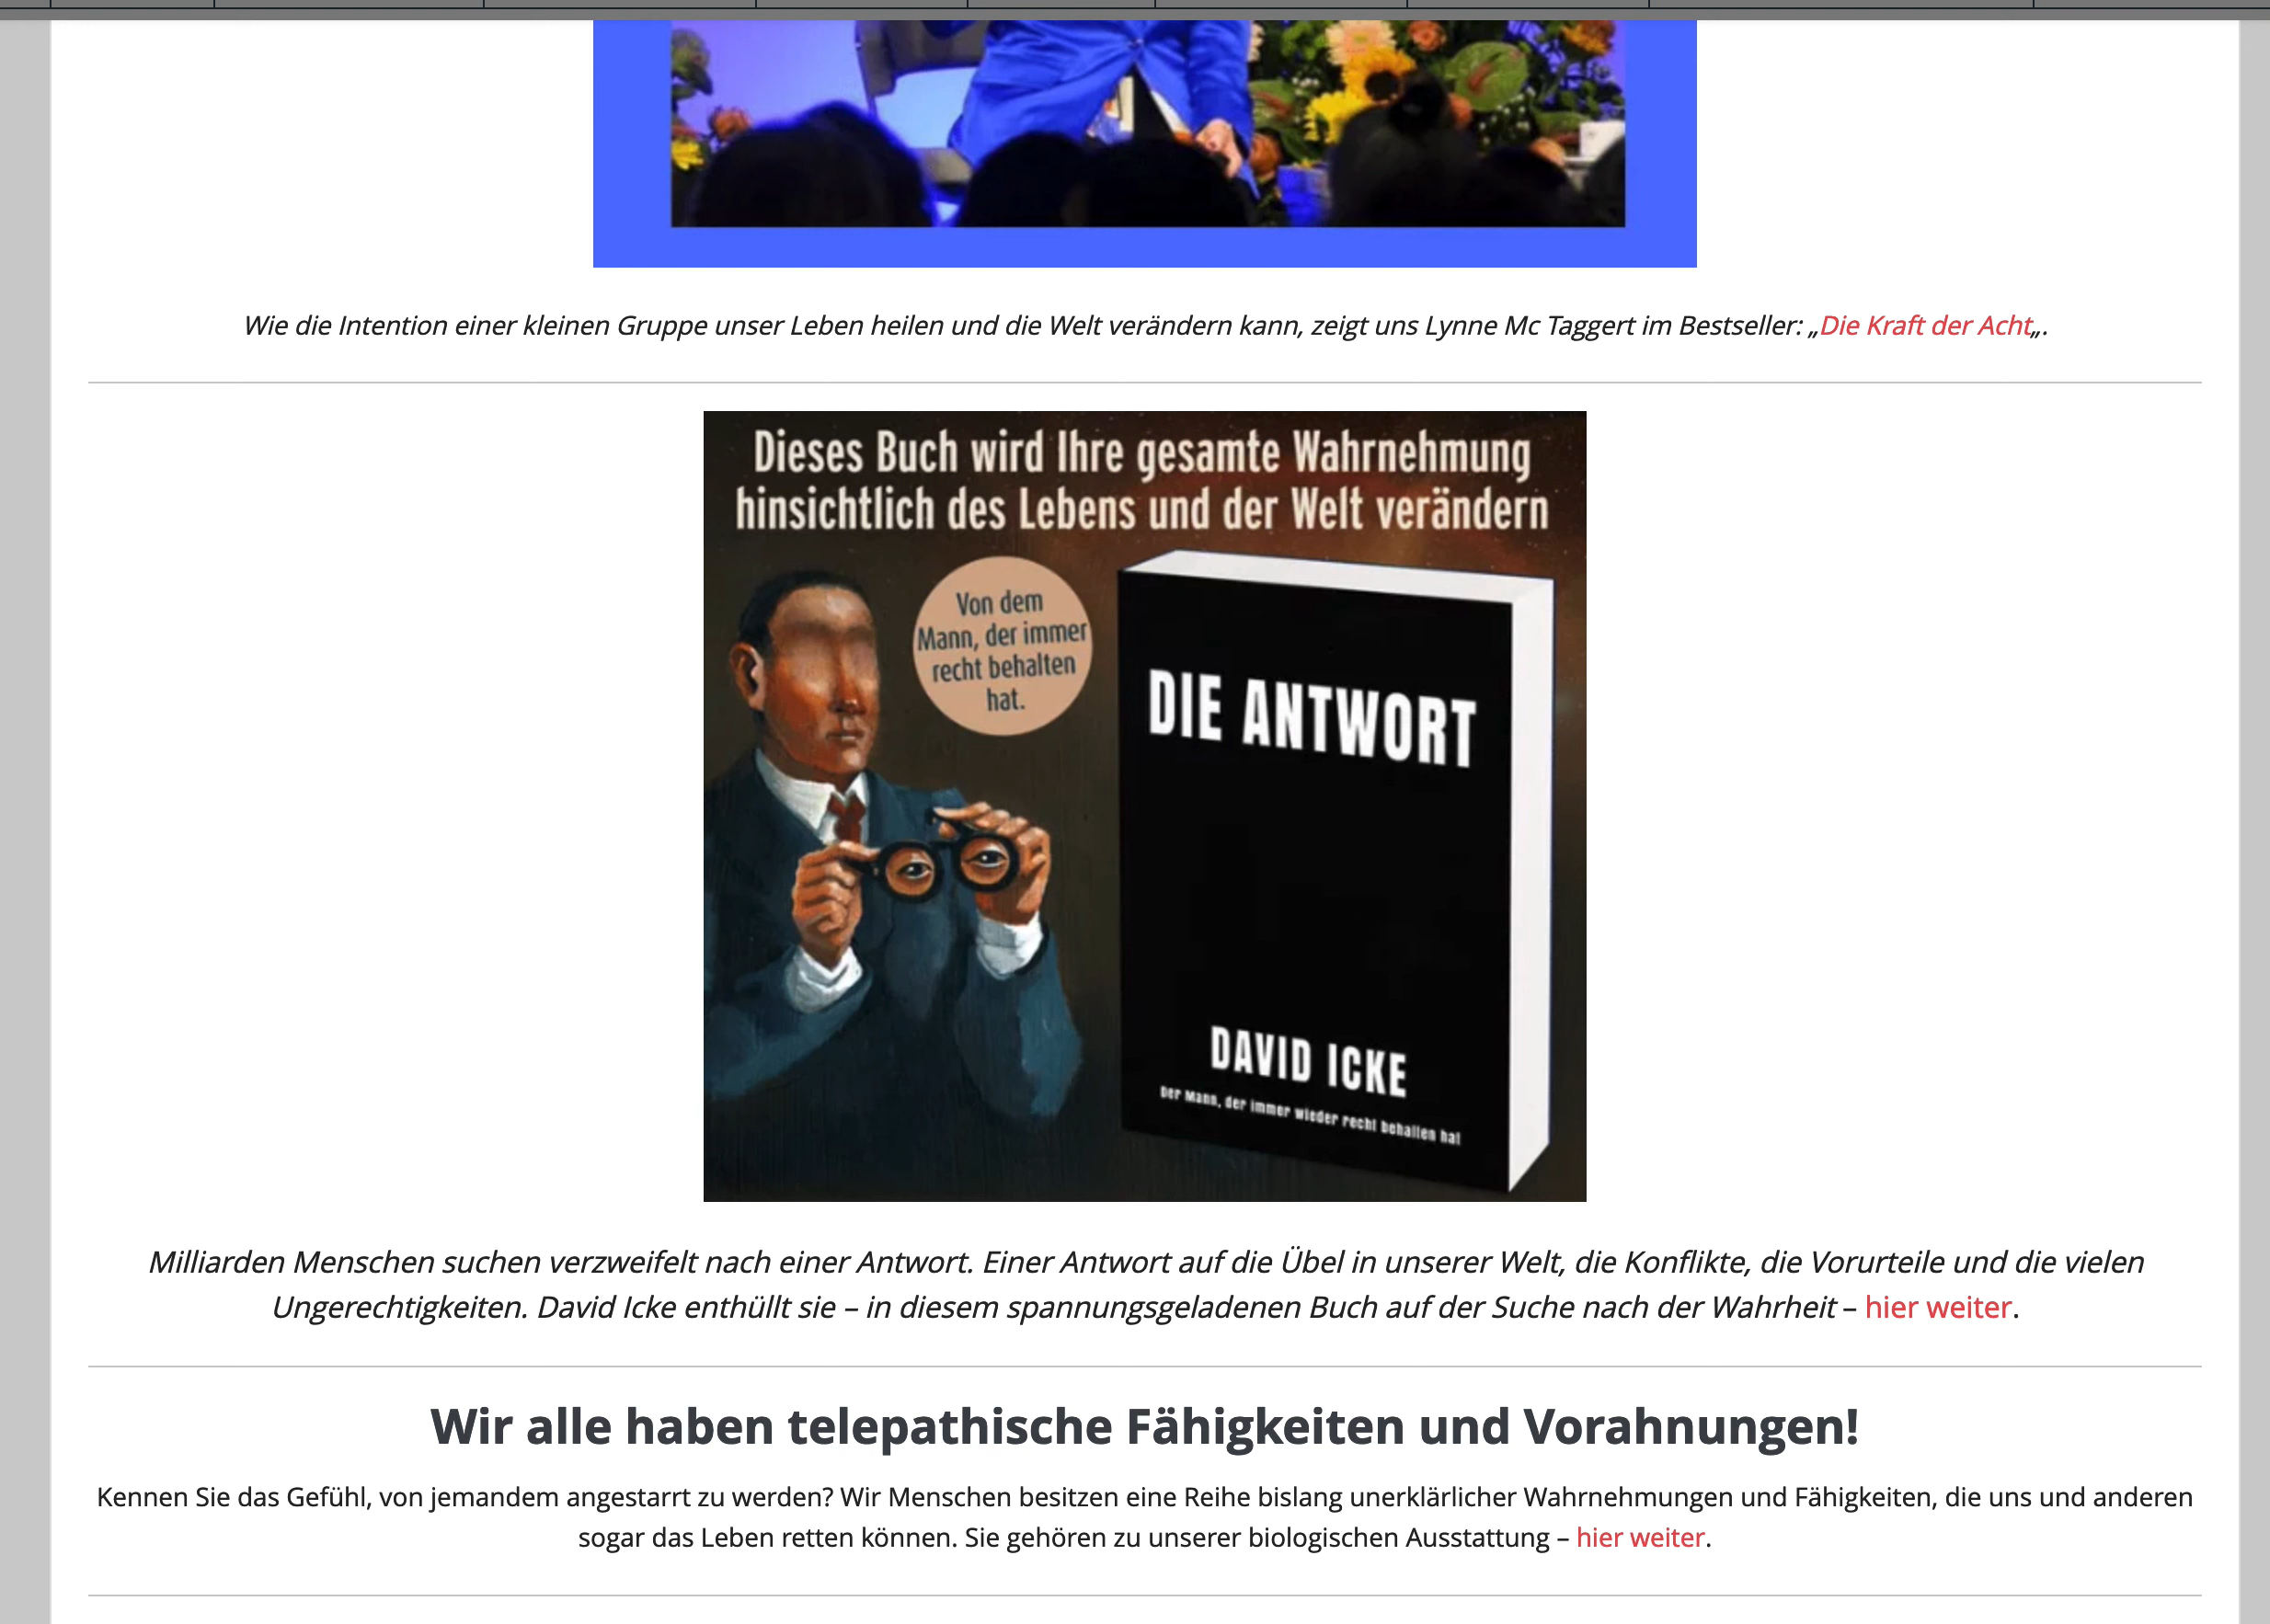 Wie die Intention einer kleinen Gruppe unser Leben heilen und die Welt verändern kann, zeigt uns Lynne Mc Taggert im Bestseller: „Die Kraft der Acht„.
Dieses Buch wird Ihre gesamte Wahrnehmung
hinsichtlich des Lebens und der Welt verändern
Von dem
Mann, der immer
recht behalten
hat.
DIE ANTWORT
DAVID ICKE
Der Mann, der immer wieder recht behalten hat
Milliarden Menschen suchen verzweifelt nach einer Antwort. Einer Antwort auf die Übel in unserer Welt, die Konflikte, die Vorurteile und die vielen
Ungerechtigkeiten. David Icke enthüllt sie – in diesem spannungsgeladenen Buch auf der Suche nach der Wahrheit – hier weiter.
Wir alle haben telepathische Fähigkeiten und Vorahnungen!
Kennen Sie das Gefühl, von jemandem angestarrt zu werden? Wir Menschen besitzen eine Reihe bislang unerklärlicher Wahrnehmungen und Fähigkeiten, die uns und anderen
sogar das Leben retten können. Sie gehören zu unserer biologischen Ausstattung – hier weiter.